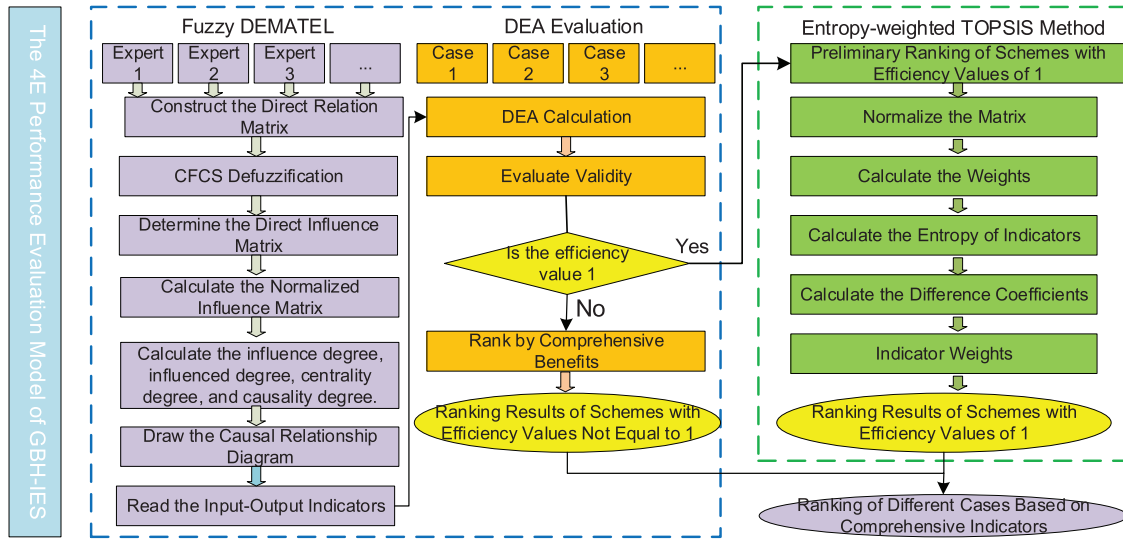 The 4E Performance Evaluation Model of GBH-IES
Fuzzy DEMATEL
Expert
1
Expert
2
Expert
3
...
Construct the Direct Relation
Matrix
CFCS Defuzzification
Determine the Direct Influence
Matrix
Calculate the Normalized
Influence Matrix
Calculate the influence degree,
influenced degree, centrality
degree, and causality degree.
Draw the Causal Relationship
Diagram
Read the Input-Output Indicators
DEA Evaluation
Case
1
Case
2
Case
3
...
DEA Calculation
Evaluate Validity
Is the efficiency
value 1
Yes
No
Rank by Comprehensive
Benefits
Ranking Results of Schemes with
Efficiency Values Not Equal to 1
Entropy-weighted TOPSIS Method
Preliminary Ranking of Schemes with
Efficiency Values of 1
Normalize the Matrix
Calculate the Weights
Calculate the Entropy of Indicators
Calculate the Difference Coefficients
Indicator Weights
Ranking Results of Schemes with
Efficiency Values of 1
Ranking of Different Cases Based on
Comprehensive Indicators